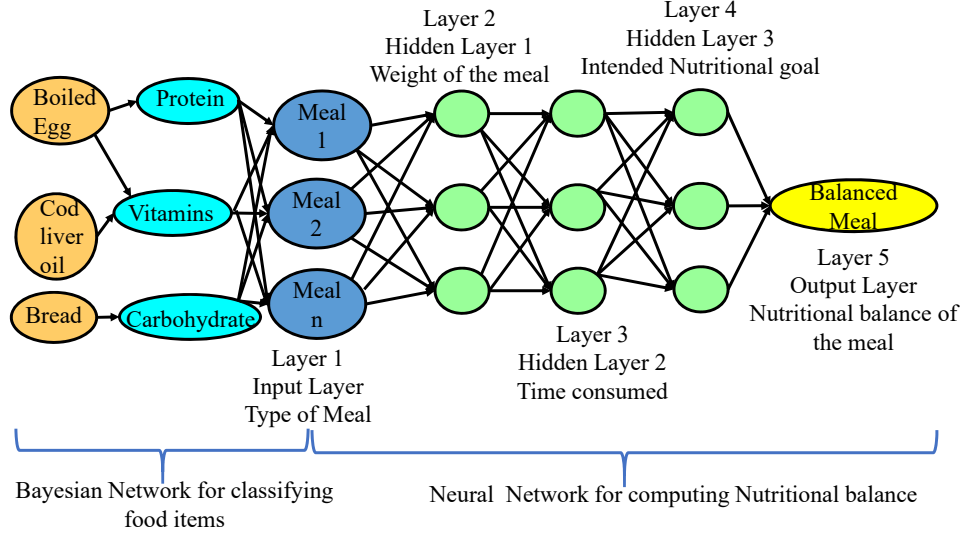 Layer 2
Hidden Layer 1
Weight of the meal
Layer 4
Hidden Layer 3
Intended Nutritional goal
Boiled
Egg
Protein
Meal
1
Cod
liver
oil
Vitamins
Meal
2
Balanced
Meal
Bread
Carbohydrate
Meal
n
Layer 1
Input Layer
Type of Meal
Layer 3
Hidden Layer 2
Time consumed
Layer 5
Output Layer
Nutritional balance of
the meal
Bayesian Network for classifying
food items
Neural  Network for computing Nutritional balance